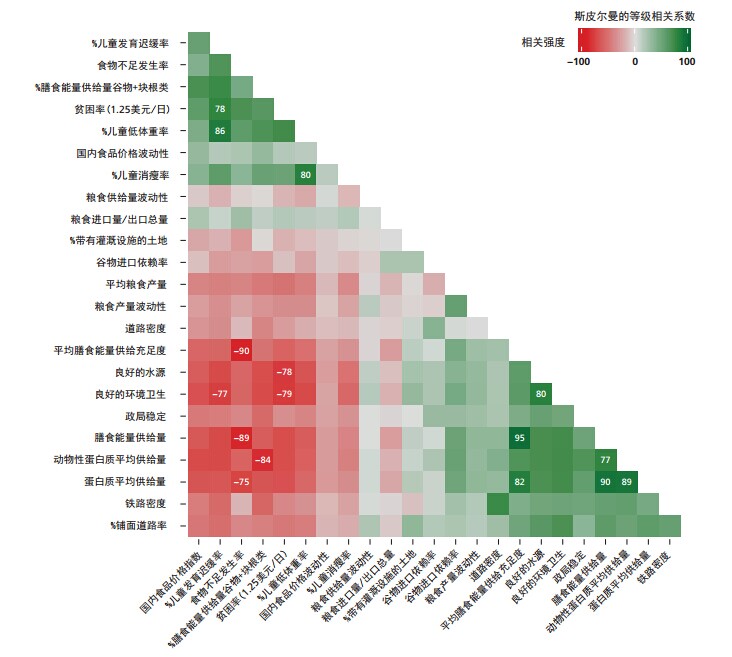 斯皮尔曼的等级相关系数
相关强度
−100 0 100
%儿童发育迟缓率
食物不足发生率
%膳食能量供给量谷物+块根类
贫困率(1.25美元/日)
78
%儿童低体重率
86
国内食品价格波动性
%儿童消瘦率
80
粮食供给量波动性
粮食进口量/出口总量
%带有灌溉设施的土地
谷物进口依赖率
平均粮食产量
粮食产量波动性
道路密度
平均膳食能量供给充足度
−90
良好的水源
−78
良好的环境卫生
−77 −79 80
政局稳定
膳食能量供给量
−89 95
动物性蛋白质平均供给量
−84 77
蛋白质平均供给量
−75 82 90 89
铁路密度
%铺面道路率
国内食品价格指数
%儿童发育迟缓率
食物不足发生率
%膳食能量供给量谷物+块根类
贫困率(1.25美元/日)
%儿童低体重率
国内食品价格波动性
%儿童消瘦率
粮食供给量波动性
粮食进口量/出口总量
%带有灌溉设施的土地
谷物进口依赖率
谷物进口依赖率
粮食产量波动性
道路密度
平均膳食能量供给充足度
良好的水源
良好的环境卫生
政局稳定
膳食能量供给量
动物性蛋白质平均供给量
蛋白质平均供给量
铁路密度